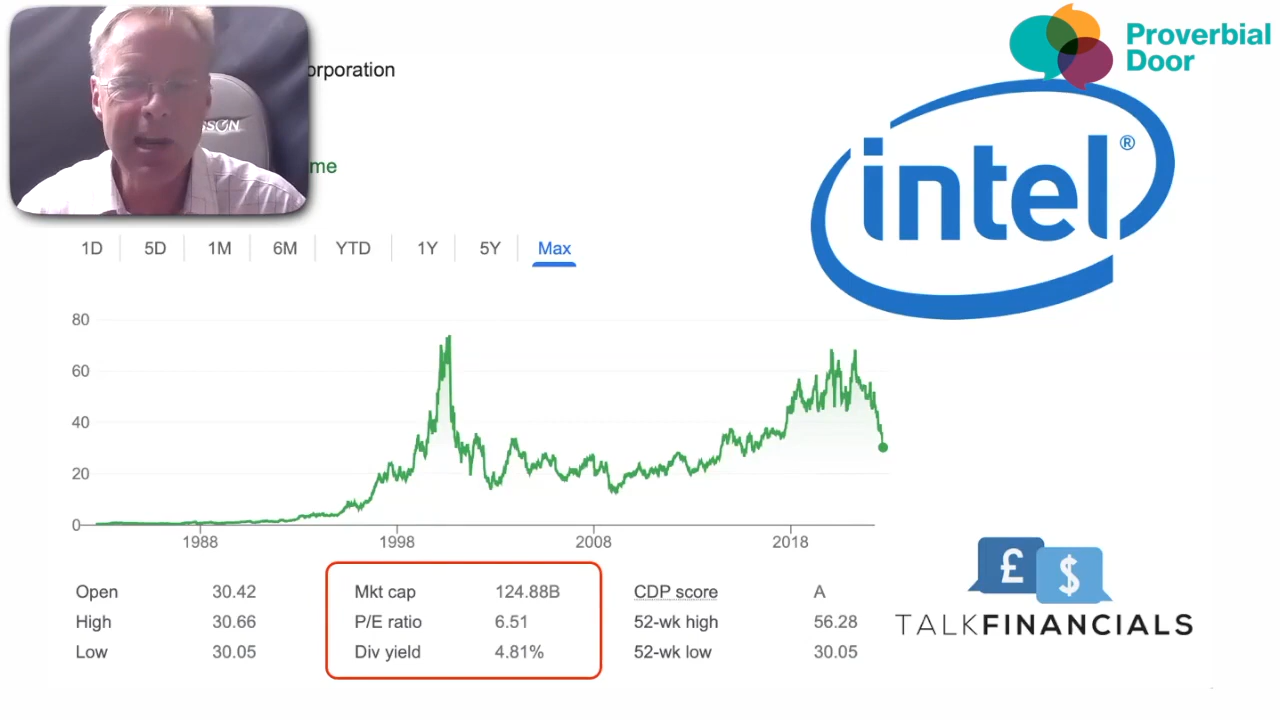 Proverbial
Door
orporation
intel®
me
1D 5D 1M 6M YTD 1Y 5Y Max
80
60
40
20
0
1988 1998 2008 2018
Open 30.42 Mkt cap 124.88B CDP score A
High 30.66 P/E ratio 6.51 52-wk high 56.28
Low 30.05 Div yield 4.81% 52-wk low 30.05
£ $
TALKFINANCIALS